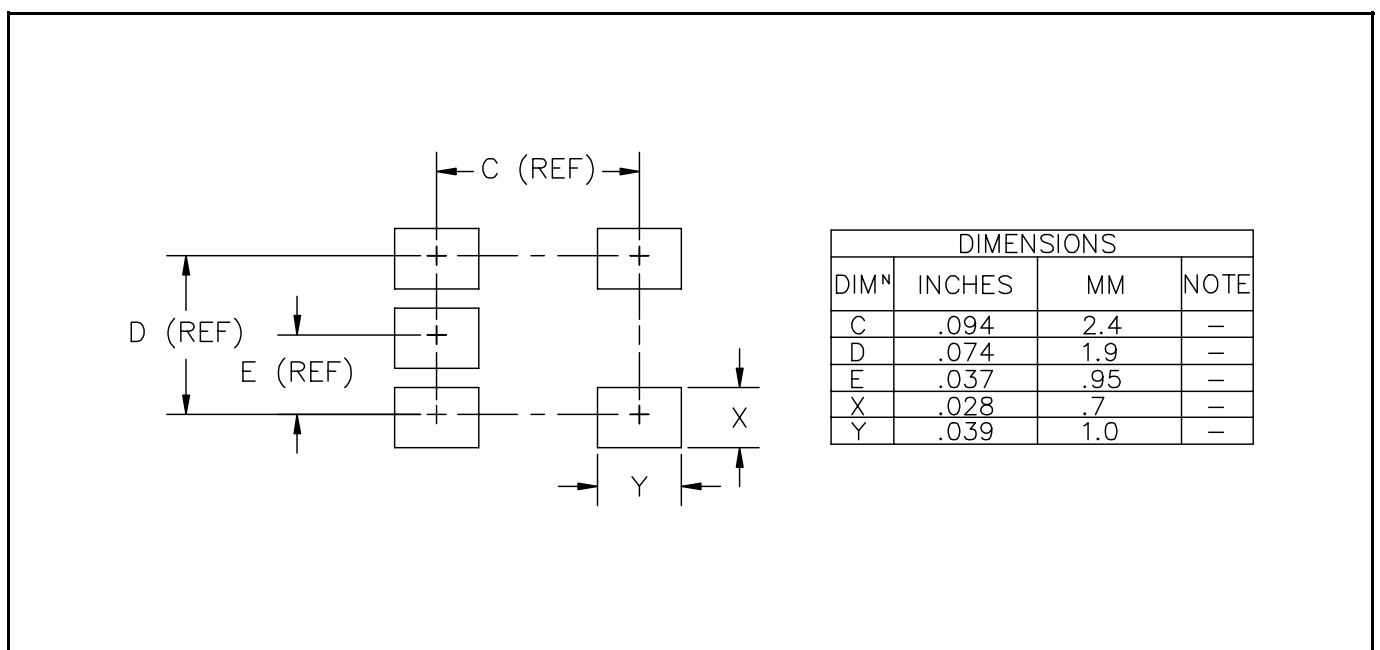 C (REF)
D (REF)
E (REF)
X
Y
DIMENSIONS
DIMᴺ INCHES MM NOTE
C .094 2.4 –
D .074 1.9 –
E .037 .95 –
X .028 .7 –
Y .039 1.0 –